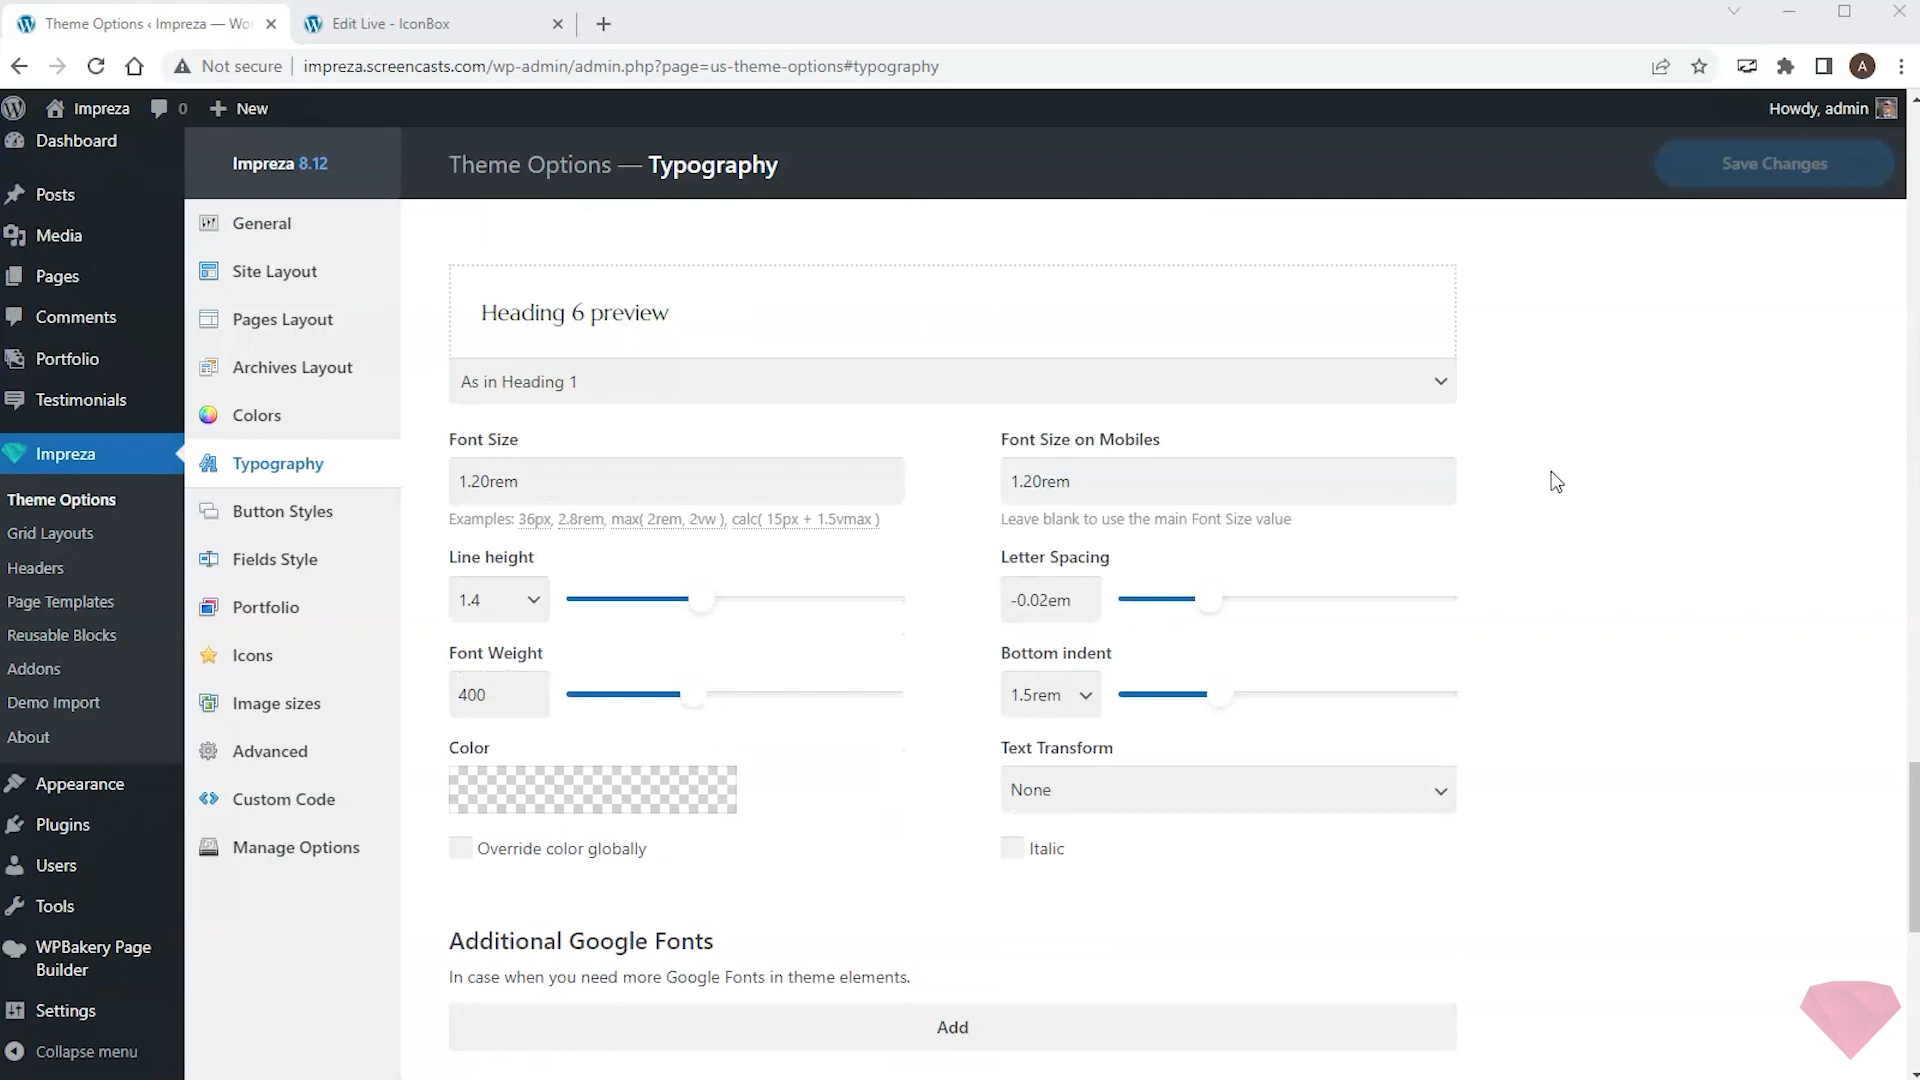 Theme Options ‹ Impreza — Wo
Edit Live - IconBox
Not secure
impreza.screencasts.com/wp-admin/admin.php?page=us-theme-options#typography
A
Impreza
0
New
Howdy, admin
Dashboard
Posts
Media
Pages
Comments
Portfolio
Testimonials
Impreza
Theme Options
Grid Layouts
Headers
Page Templates
Reusable Blocks
Addons
Demo Import
About
Appearance
Plugins
Users
Tools
WPBakery Page
Builder
Settings
Collapse menu
Impreza 8.12
General
Site Layout
Pages Layout
Archives Layout
Colors
Typography
Button Styles
Fields Style
Portfolio
Icons
Image sizes
Advanced
Custom Code
Manage Options
Theme Options — Typography
Save Changes
Heading 6 preview
As in Heading 1
Font Size
Font Size on Mobiles
1.20rem
1.20rem
Examples: 36px, 2.8rem, max( 2rem, 2vw ), calc( 15px + 1.5vmax )
Leave blank to use the main Font Size value
Line height
Letter Spacing
1.4
-0.02em
Font Weight
Bottom indent
400
1.5rem
Color
Text Transform
None
Override color globally
Italic
Additional Google Fonts
In case when you need more Google Fonts in theme elements.
Add